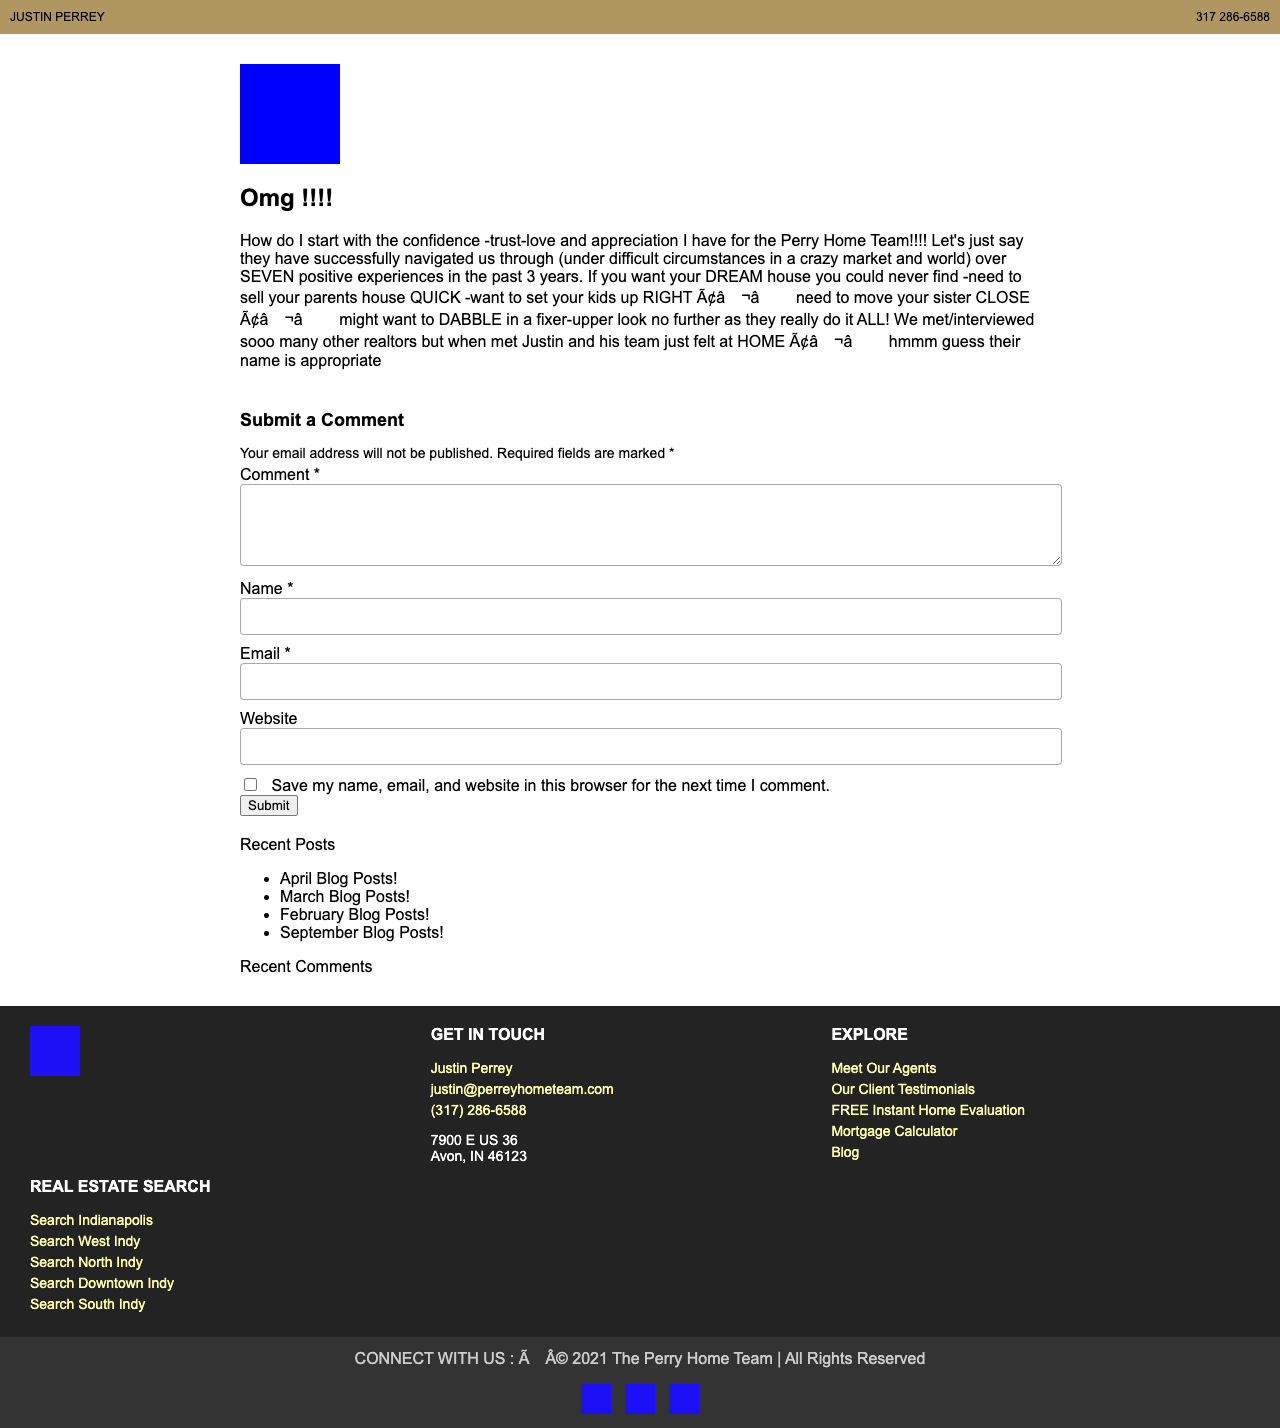 JUSTIN PERREY
317 286-6588
Omg !!!!
How do I start with the confidence -trust-love and appreciation I have for the Perry Home Team!!!! Let's just say
they have successfully navigated us through (under difficult circumstances in a crazy market and world) over
SEVEN positive experiences in the past 3 years. If you want your DREAM house you could never find -need to
sell your parents house QUICK -want to set your kids up RIGHT Ã¢â ¬â need to move your sister CLOSE
Ã¢â ¬â might want to DABBLE in a fixer-upper look no further as they really do it ALL! We met/interviewed
sooo many other realtors but when met Justin and his team just felt at HOME Ã¢â ¬â hmmm guess their
name is appropriate
Submit a Comment
Your email address will not be published. Required fields are marked *
Comment *
Name *
Email *
Website
Save my name, email, and website in this browser for the next time I comment.
Submit
Recent Posts
• April Blog Posts!
• March Blog Posts!
• February Blog Posts!
• September Blog Posts!
Recent Comments
GET IN TOUCH
Justin Perrey
justin@perreyhometeam.com
(317) 286-6588
7900 E US 36
Avon, IN 46123
EXPLORE
Meet Our Agents
Our Client Testimonials
FREE Instant Home Evaluation
Mortgage Calculator
Blog
REAL ESTATE SEARCH
Search Indianapolis
Search West Indy
Search North Indy
Search Downtown Indy
Search South Indy
CONNECT WITH US : Ã Â© 2021 The Perry Home Team | All Rights Reserved